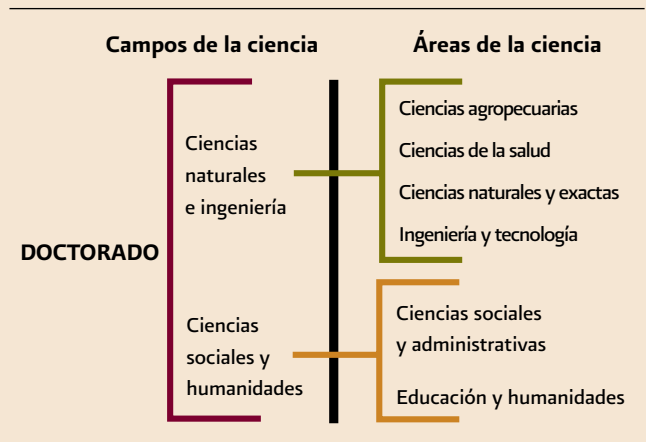 Campos de la ciencia
Áreas de la ciencia
DOCTORADO
Ciencias
naturales
e ingeniería
Ciencias agropecuarias
Ciencias de la salud
Ciencias naturales y exactas
Ingeniería y tecnología
Ciencias
sociales y
humanidades
Ciencias sociales
y administrativas
Educación y humanidades